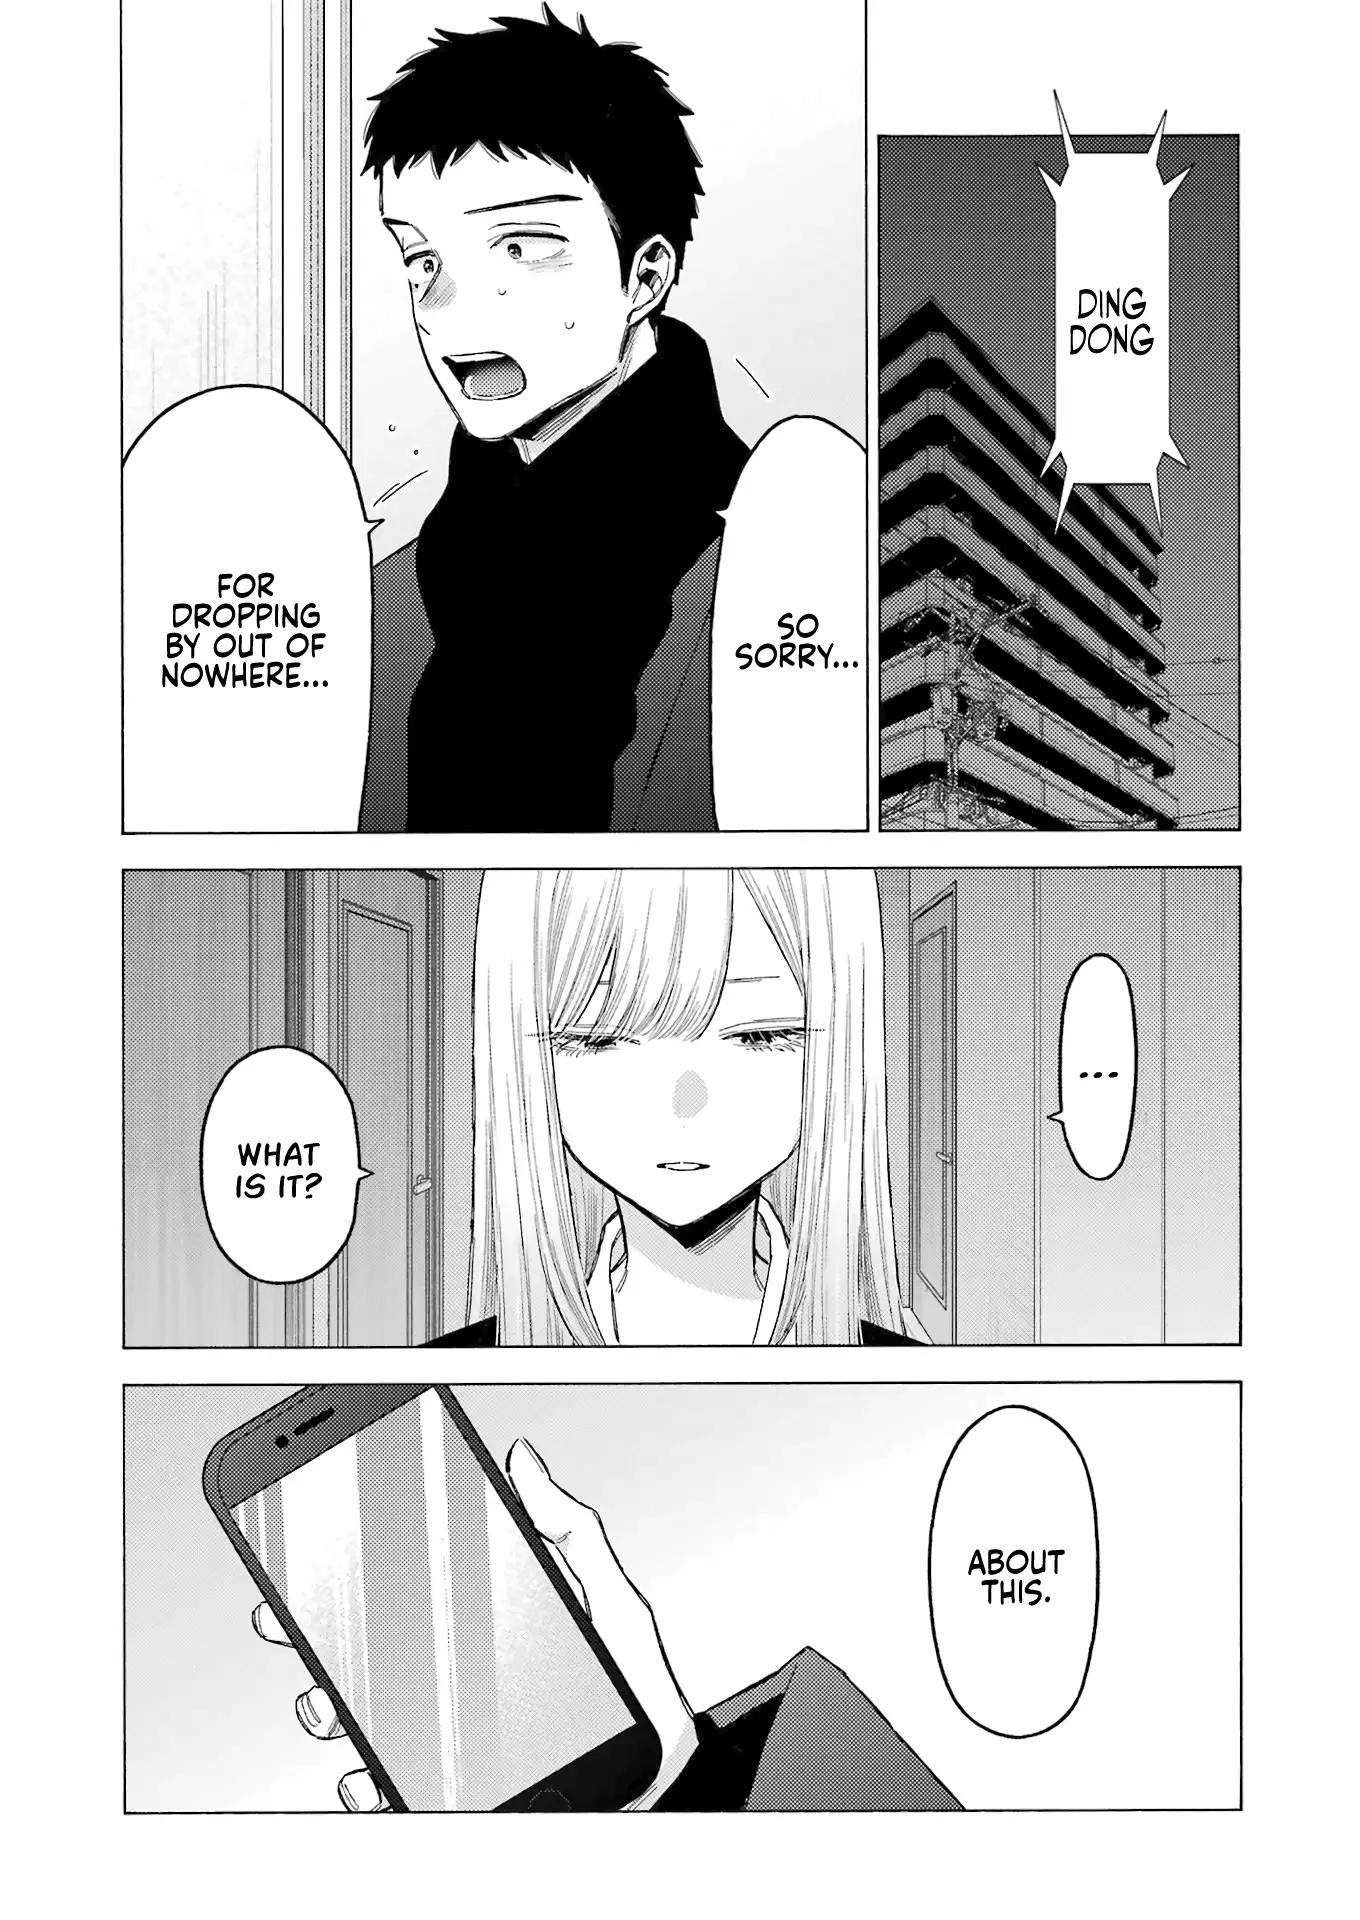 DING
DONG
SO
SORRY...
FOR
DROPPING
BY OUT OF
NOWHERE...
...
WHAT
IS IT?
ABOUT
THIS.